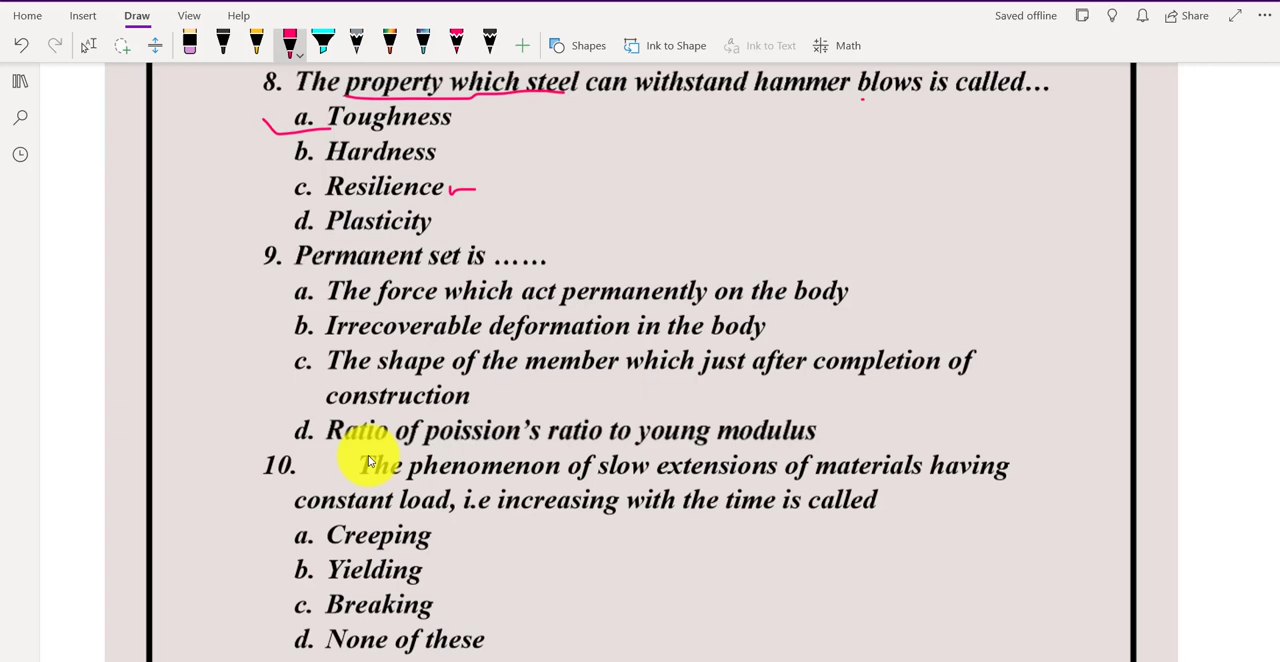 Home Insert Draw View Help Saved offline Share
Shapes Ink to Shape Ink to Text Math
8. The property which steel can withstand hammer blows is called…
a. Toughness
b. Hardness
c. Resilience
d. Plasticity
9. Permanent set is ……
a. The force which act permanently on the body
b. Irrecoverable deformation in the body
c. The shape of the member which just after completion of
construction
d. Ratio of poission’s ratio to young modulus
10. The phenomenon of slow extensions of materials having
constant load, i.e increasing with the time is called
a. Creeping
b. Yielding
c. Breaking
d. None of these